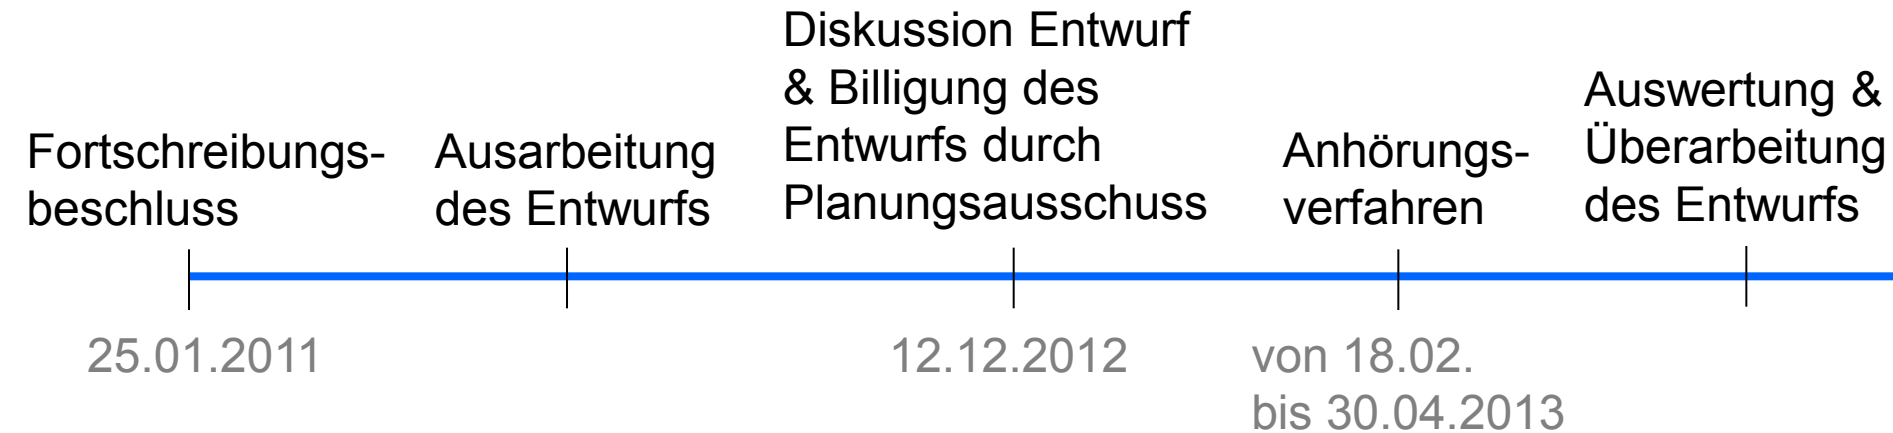 Fortschreibungs-
beschluss
Ausarbeitung
des Entwurfs
Diskussion Entwurf
& Billigung des
Entwurfs durch
Planungsausschuss
Anhörungs-
verfahren
Auswertung &
Überarbeitung
des Entwurfs
25.01.2011
12.12.2012
von 18.02.
bis 30.04.2013